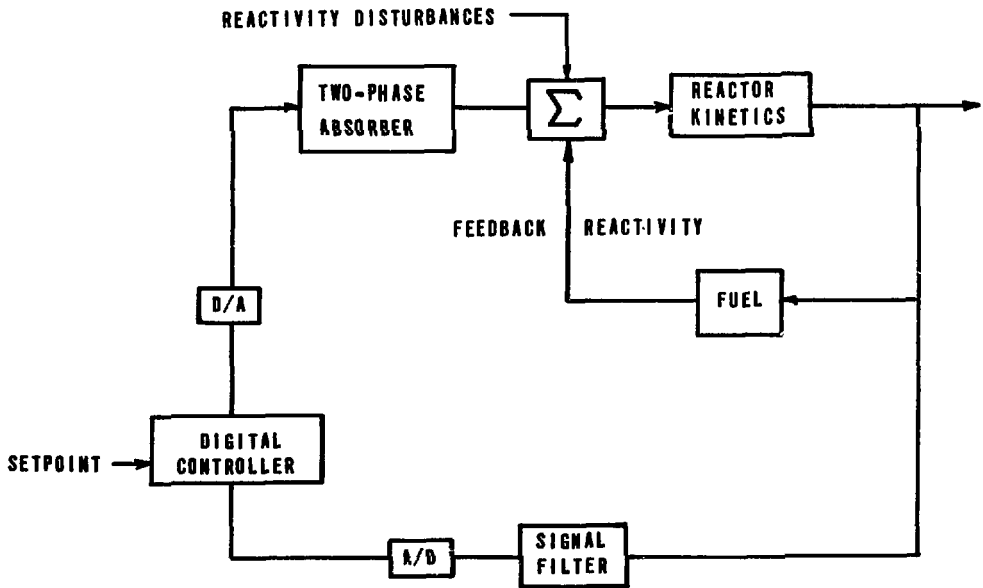 REACTIVITY DISTURBANCES
TWO-PHASE
ABSORBER
Σ
REACTOR
KINETICS
FEEDBACK REACTIVITY
FUEL
D/A
DIGITAL
CONTROLLER
SETPOINT
A/D
SIGNAL
FILTER